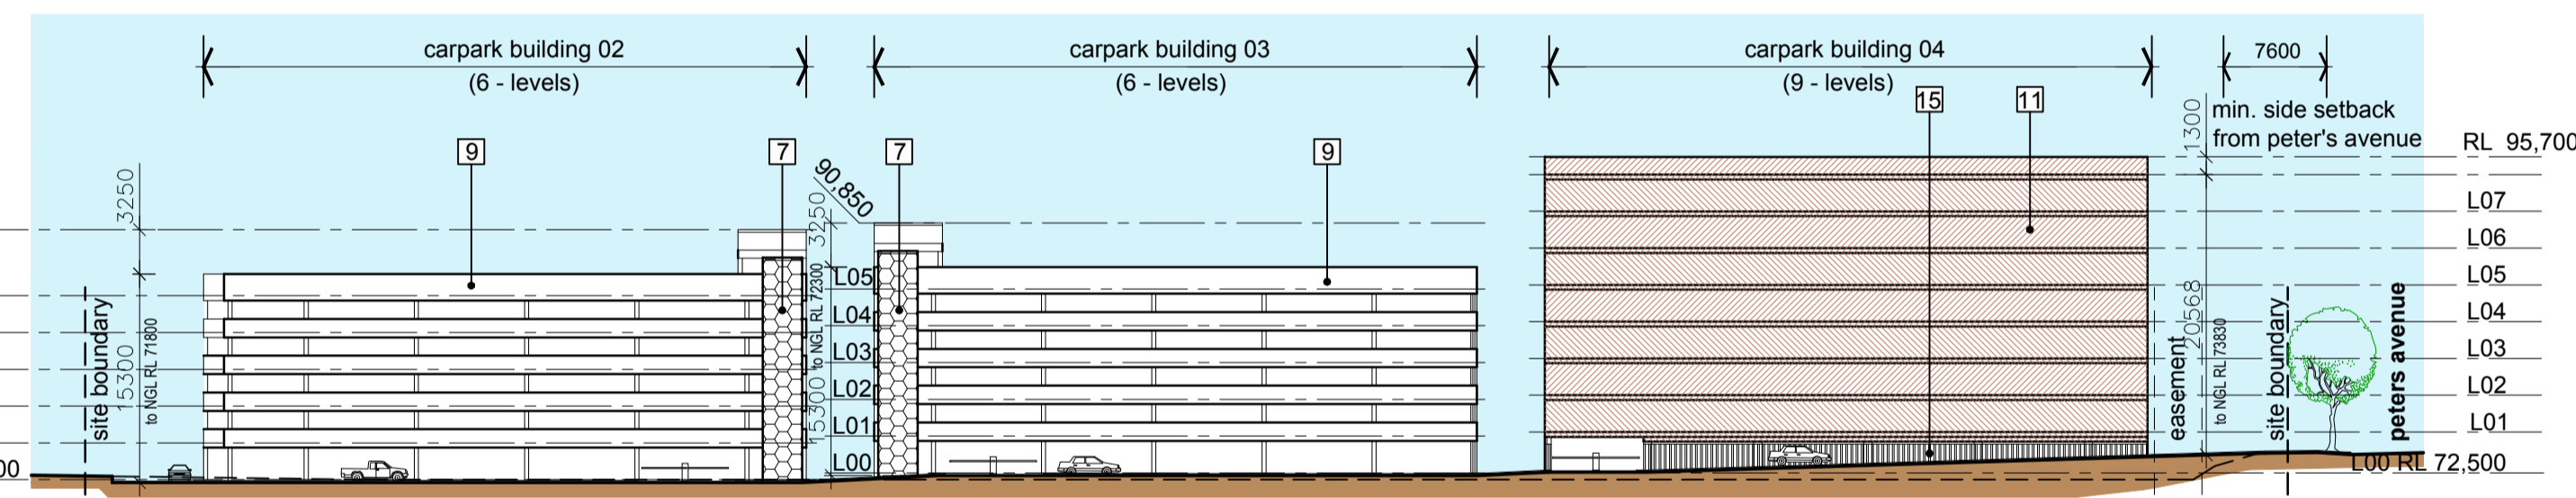 carpark building 02
(6 - levels)
carpark building 03
(6 - levels)
carpark building 04
(9 - levels)
7600
15
11
1300
min. side setback
from peter's avenue
RL 95,700
9
7
90,850
7
9
3250
3250
L07
L06
L05
L04
L03
L02
L01
L00 RL 72,500
L05
L04
L03
L02
L01
L00
site boundary
15300
to NGL RL 71800
15300
to NGL RL 72300
easement
20568
to NGL RL 73830
site boundary
peters avenue
00